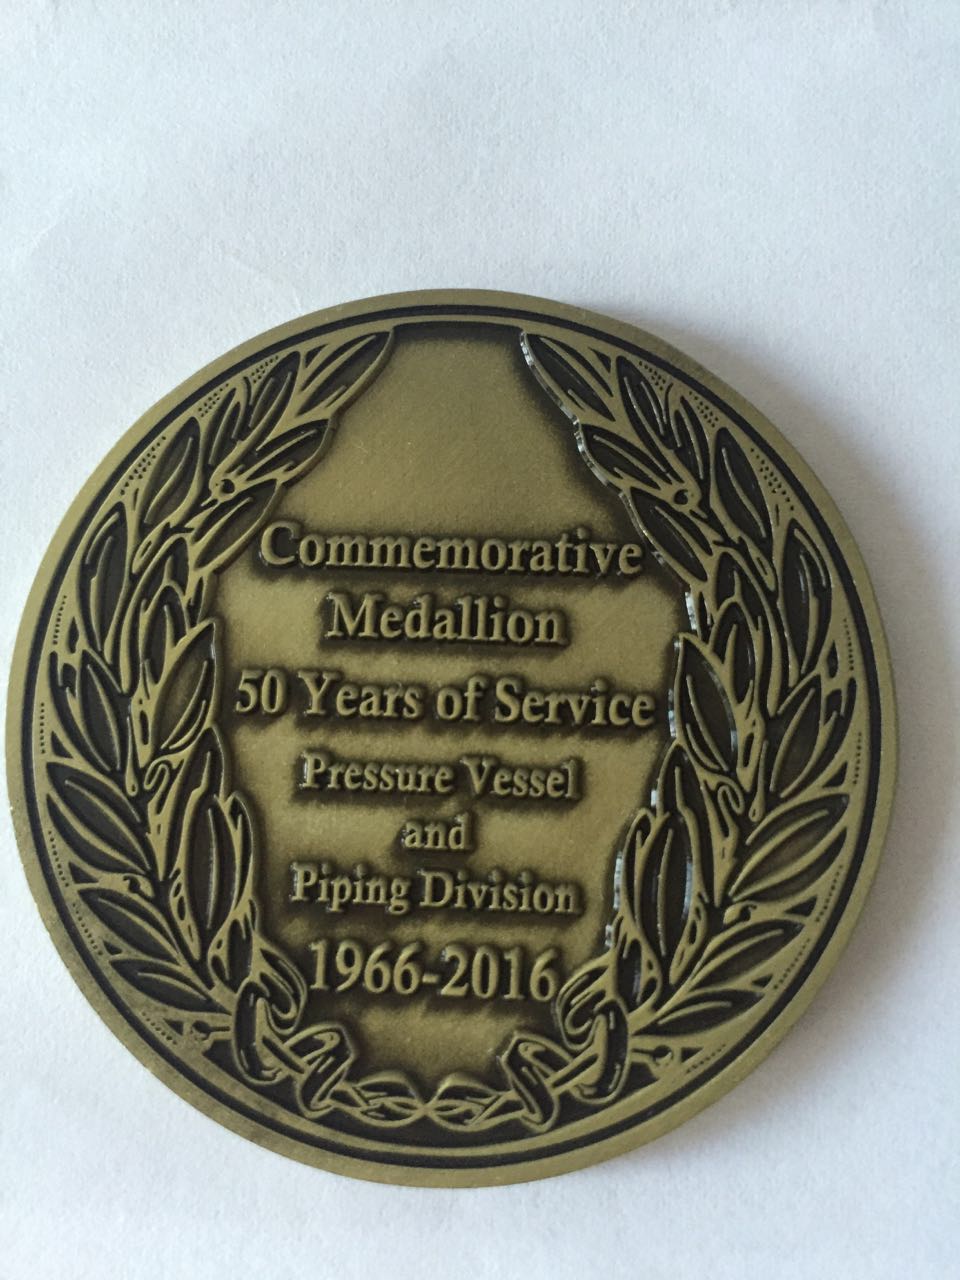 Commemorative
Medallion
50 Years of Service
Pressure Vessel
and
Piping Division
1966-2016